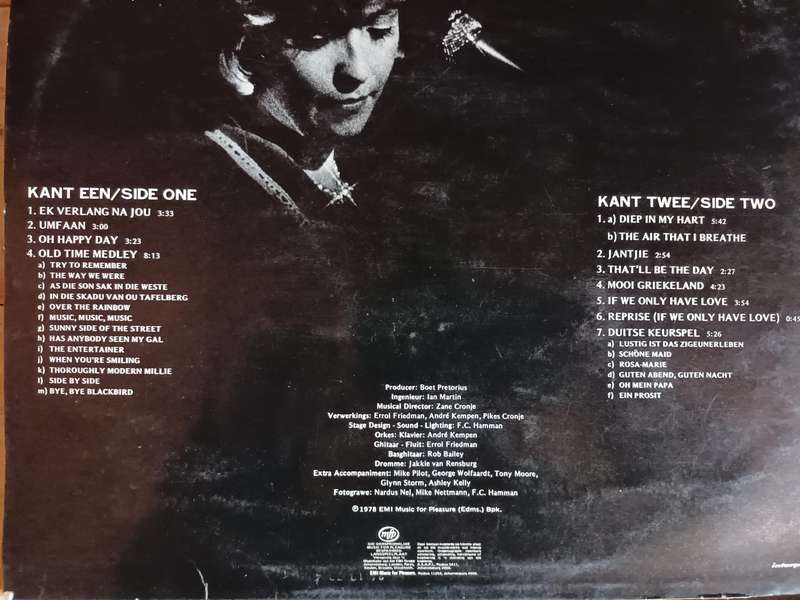 KANT EEN/SIDE ONE
1. EK VERLANG NA JOU 3:33
2. UMFAAN 3:00
3. OH HAPPY DAY 3:23
4. OLD TIME MEDLEY 8:13
a) TRY TO REMEMBER
b) THE WAY WE WERE
c) AS DIE SON SAK IN DIE WESTE
d) IN DIE SKADU VAN OU TAFELBERG
e) OVER THE RAINBOW
f) MUSIC, MUSIC, MUSIC
g) SUNNY SIDE OF THE STREET
h) HAS ANYBODY SEEN MY GAL
i) THE ENTERTAINER
j) WHEN YOU'RE SMILING
k) THOROUGHLY MODERN MILLIE
l) SIDE BY SIDE
m) BYE, BYE BLACKBIRD
KANT TWEE/SIDE TWO
1. a) DIEP IN MY HART 5:42
b) THE AIR THAT I BREATHE
2. JANTJIE 2:54
3. THAT'LL BE THE DAY 2:27
4. MOOI GRIEKELAND 4:23
5. IF WE ONLY HAVE LOVE 3:54
6. REPRISE (IF WE ONLY HAVE LOVE) 0:45
7. DUITSE KEURSPEL 5:26
a) LUSTIG IST DAS ZIGEUNERLEBEN
b) SCHÖNE MAID
c) ROSA-MARIE
d) GUTEN ABEND, GUTEN NACHT
e) OH MEIN PAPA
f) EIN PROSIT
Producer: Boet Pretorius
Ingenieur: Ian Martin
Musical Director: Zane Cronje
Verwerkings: Errol Friedman, André Kempen, Pikes Cronje
Stage Design - Sound - Lighting: F.C. Hamman
Orkes: Klavier: André Kempen
Ghitaar - Fluit: Errol Friedman
Basghitaar: Rob Bailey
Dromme: Jakkie van Rensburg
Extra Accompaniment: Mike Pilot, George Wolfaardt, Tony Moore,
Glynn Storm, Ashley Kelly
Fotograwe: Nardus Nel, Mike Nettmann, F.C. Hamman
℗ 1978 EMI Music for Pleasure (Edms.) Bpk.
mfp
MUSIC FOR PLEASURE
EMI Music for Pleasure.